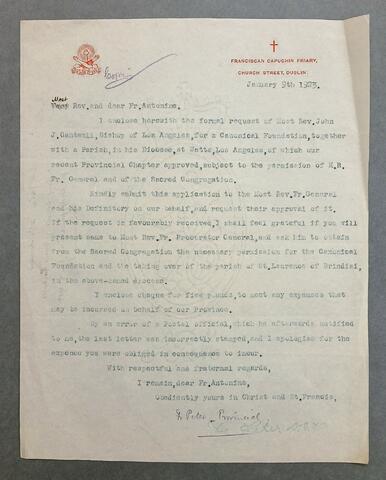 Copy
FRANCISCAN CAPUCHIN FRIARY,
CHURCH STREET, DUBLIN.
January 9th 1923.
Most
Very Rev. and dear Fr. Antonine,
I enclose herewith the formal request of Most Rev. John
J. Cantwell, Bishop of Los Angeles, for a Canonical Foundation, together
with a Parish, in his Diocese, at Watts, Los Angeles, of which our
recent Provincial Chapter approved, subject to the permission of M. R.
Fr. General and of the Sacred Congregation.
Kindly submit this application to the Most Rev. Fr. General
and his Definitory on our behalf, and request their approval of it.
If the request is favourably received, I shall feel grateful if you will
present same to Most Rev. Fr. Procurator General, and ask him to obtain
from the Sacred Congregation the necessary permission for the Canonical
Foundation and the taking over of the parish of St. Laurence of Brindisi,
in the above-named Diocese.
I enclose cheque for five pounds, to meet any expenses that
may be incurred on behalf of our Province.
By an error of a Postal official, which he afterwards notified
to me, the last letter was incorrectly stamped, and I apologise for the
expense you were obliged in consequence to incur.
With respectful and fraternal regards,
I remain, dear Fr. Antonine,
Obediently yours in Christ and St. Francis,
Fr Peter, Provincial